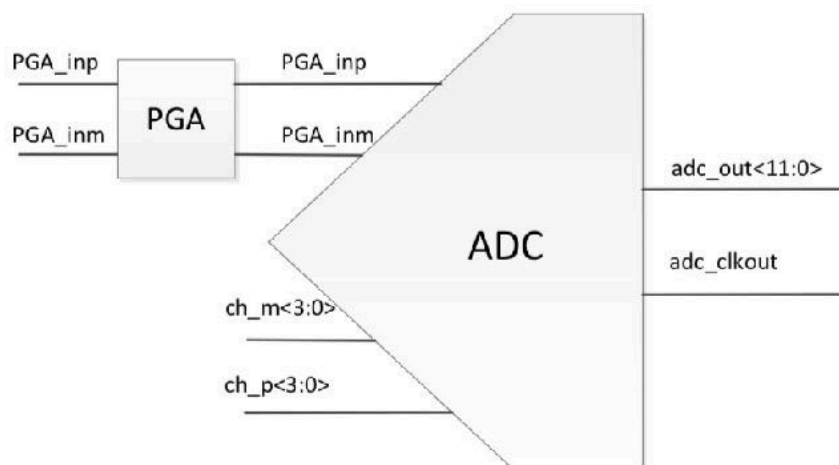 PGA_inp
PGA_inp
PGA
PGA_inm
PGA_inm
adc_out<11:0>
ADC
adc_clkout
ch_m<3:0>
ch_p<3:0>